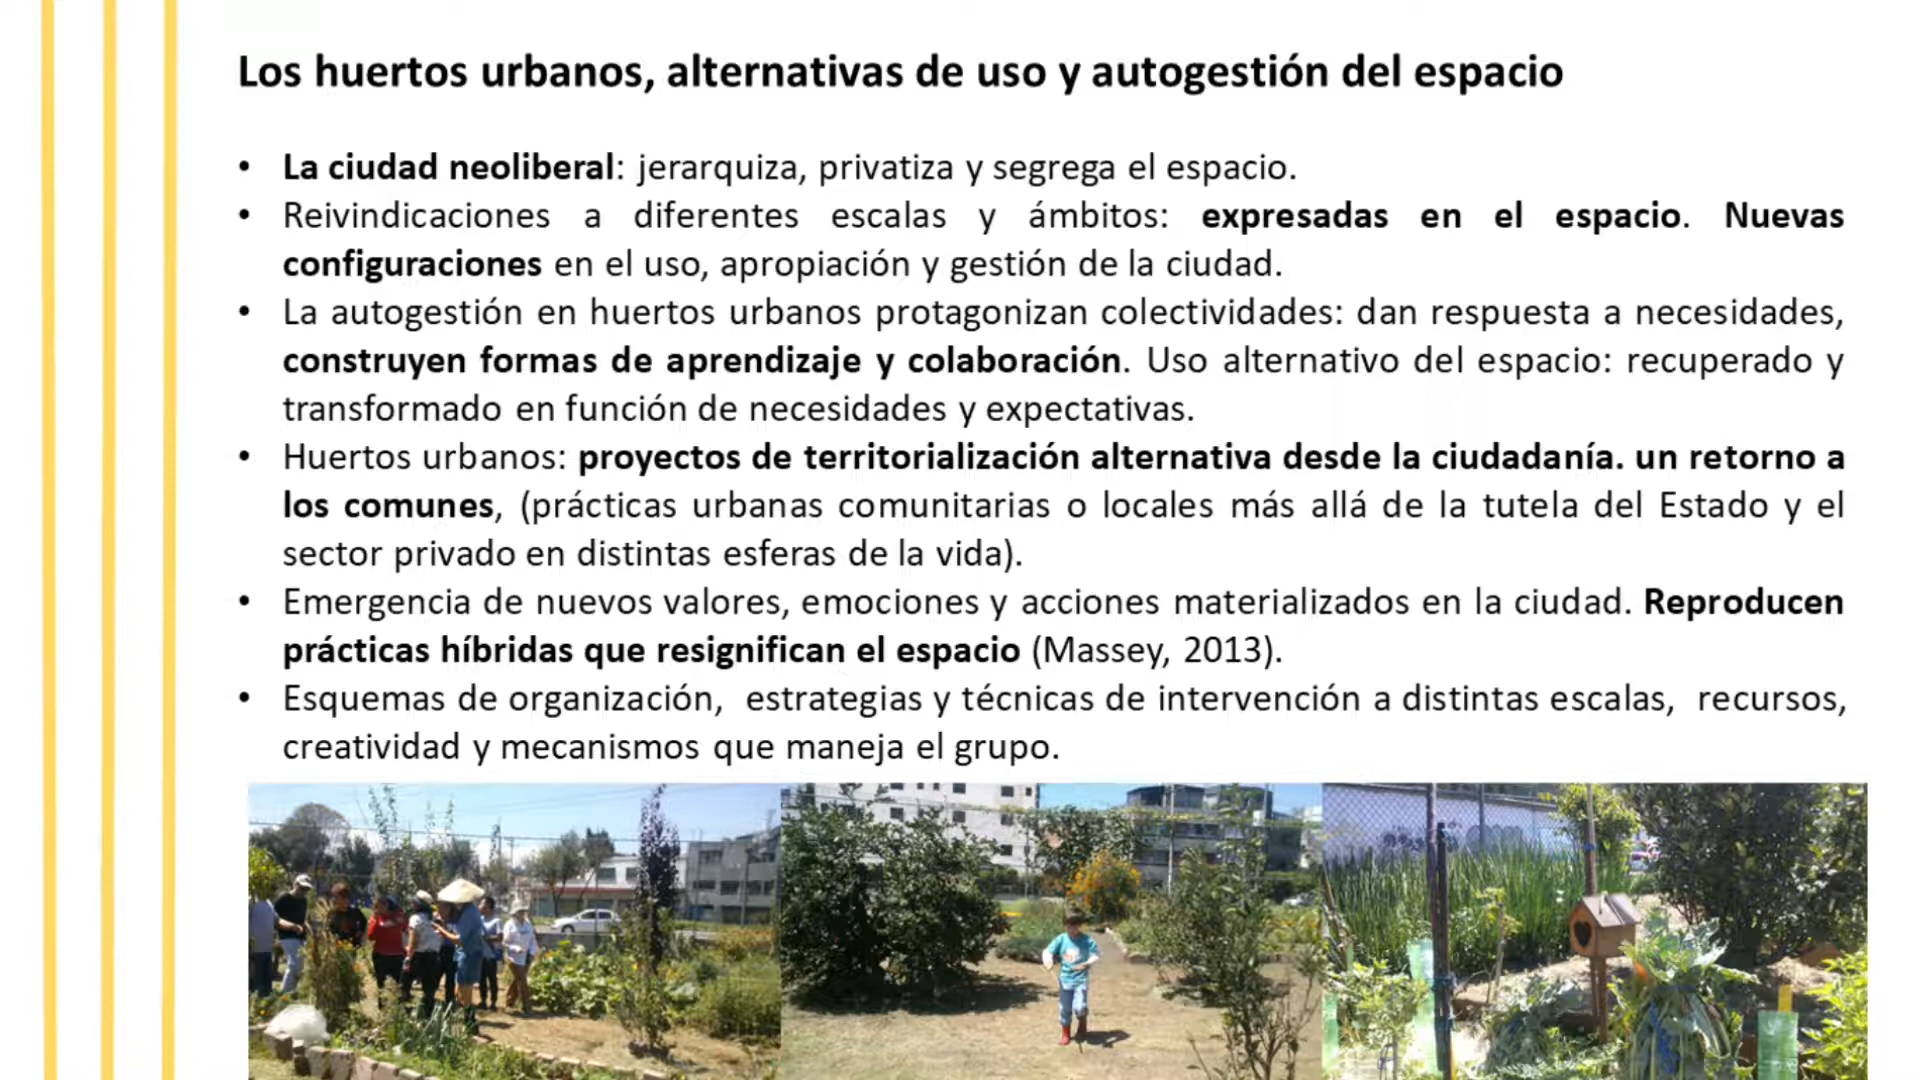 Los huertos urbanos, alternativas de uso y autogestión del espacio
• La ciudad neoliberal: jerarquiza, privatiza y segrega el espacio.
• Reivindicaciones a diferentes escalas y ámbitos: expresadas en el espacio. Nuevas
configuraciones en el uso, apropiación y gestión de la ciudad.
• La autogestión en huertos urbanos protagonizan colectividades: dan respuesta a necesidades,
construyen formas de aprendizaje y colaboración. Uso alternativo del espacio: recuperado y
transformado en función de necesidades y expectativas.
• Huertos urbanos: proyectos de territorialización alternativa desde la ciudadanía. un retorno a
los comunes, (prácticas urbanas comunitarias o locales más allá de la tutela del Estado y el
sector privado en distintas esferas de la vida).
• Emergencia de nuevos valores, emociones y acciones materializados en la ciudad. Reproducen
prácticas híbridas que resignifican el espacio (Massey, 2013).
• Esquemas de organización, estrategias y técnicas de intervención a distintas escalas, recursos,
creatividad y mecanismos que maneja el grupo.